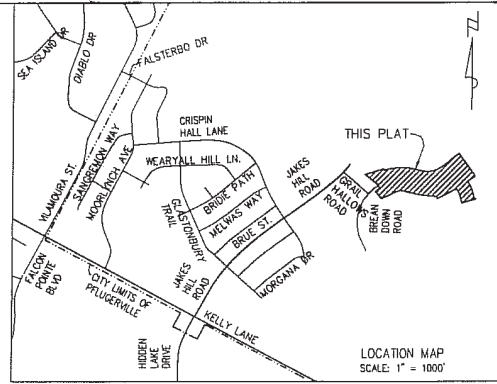 SEA ISLAND DR
DIABLO DR
FALSTERBO DR
N
VILAMOURA ST.
SANGREMON WAY
MOORLYNCH AVE
CRISPIN
HALL LANE
WEARYALL HILL LN.
THIS PLAT
GLASTONBURY
TRAIL
BRIDIE PATH
MELWAS WAY
BRUE ST.
JAKES
HILL
ROAD
GRAIL
HALLOWS
ROAD
BREAN
DOWN
ROAD
MORGANA DR
FALCON
POINTE
BLVD
CITY LIMITS OF
PFLUGERVILLE
JAKES
HILL
ROAD
KELLY LANE
HIDDEN
LAKE
DRIVE
LOCATION MAP
SCALE: 1" = 1000'